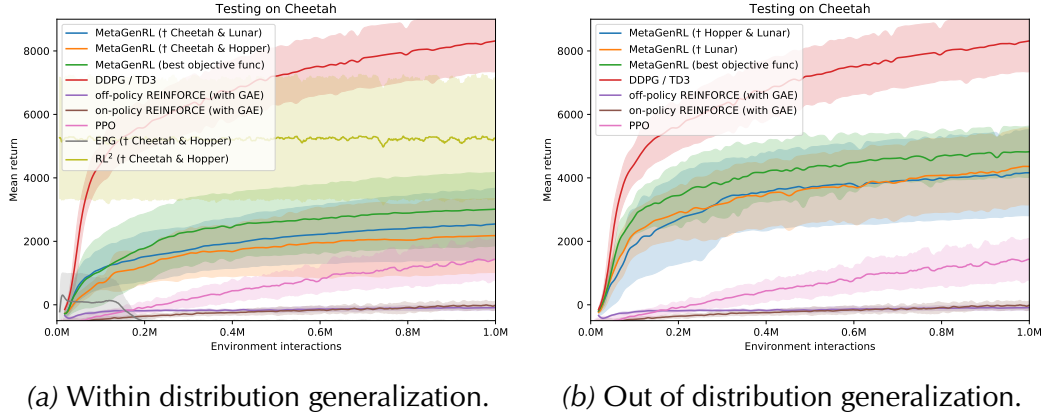 Testing on Cheetah
MetaGenRL († Cheetah & Lunar)
MetaGenRL († Cheetah & Hopper)
MetaGenRL (best objective func)
DDPG / TD3
off-policy REINFORCE (with GAE)
on-policy REINFORCE (with GAE)
PPO
EPG († Cheetah & Hopper)
RL² († Cheetah & Hopper)
Mean return
8000
6000
4000
2000
0
0.0M 0.2M 0.4M 0.6M 0.8M 1.0M
Environment interactions
(a) Within distribution generalization.
Testing on Cheetah
MetaGenRL († Hopper & Lunar)
MetaGenRL († Lunar)
MetaGenRL (best objective func)
DDPG / TD3
off-policy REINFORCE (with GAE)
on-policy REINFORCE (with GAE)
PPO
Mean return
8000
6000
4000
2000
0
0.0M 0.2M 0.4M 0.6M 0.8M 1.0M
Environment interactions
(b) Out of distribution generalization.